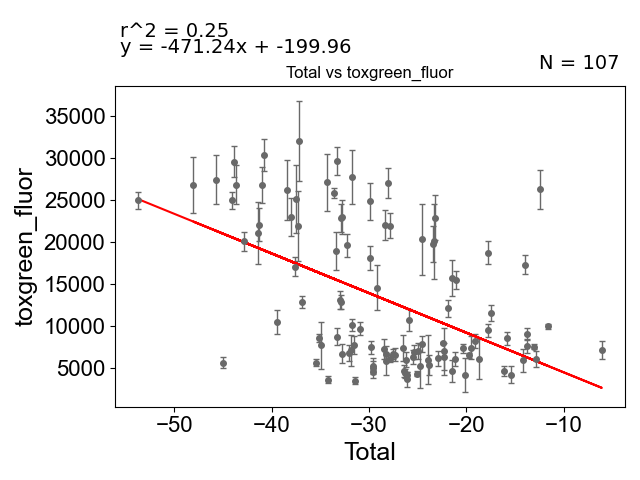 r^2 = 0.25
y = -471.24x + -199.96
N = 107
Total vs toxgreen_fluor
35000
30000
25000
20000
15000
10000
5000
toxgreen_fluor
−50
−40
−30
−20
−10
Total